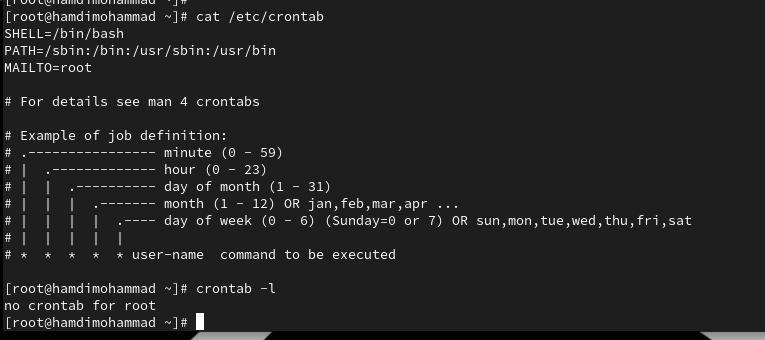 [root@hamdimohammad ~]# cat /etc/crontab
SHELL=/bin/bash
PATH=/sbin:/bin:/usr/sbin:/usr/bin
MAILTO=root
# For details see man 4 crontabs
# Example of job definition:
# .---------------- minute (0 - 59)
# |  .------------- hour (0 - 23)
# |  |  .---------- day of month (1 - 31)
# |  |  |  .------- month (1 - 12) OR jan,feb,mar,apr ...
# |  |  |  |  .---- day of week (0 - 6) (Sunday=0 or 7) OR sun,mon,tue,wed,thu,fri,sat
# |  |  |  |  |
# *  *  *  *  * user-name  command to be executed
[root@hamdimohammad ~]# crontab -l
no crontab for root
[root@hamdimohammad ~]#